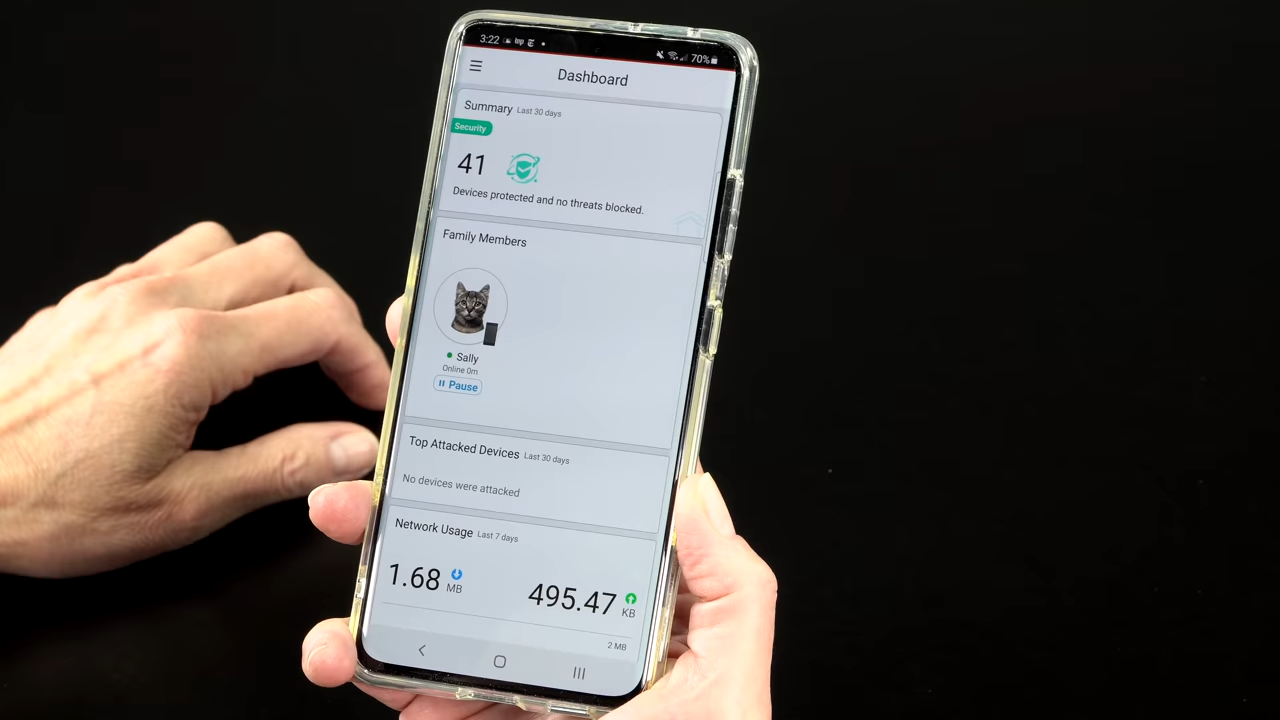 3:22 70%
Dashboard
Summary Last 30 days
Security
41
Devices protected and no threats blocked.
Family Members
Sally
Online 0m
Pause
Top Attacked Devices Last 30 days
No devices were attacked
Network Usage Last 7 days
1.68 MB 495.47 KB
2 MB